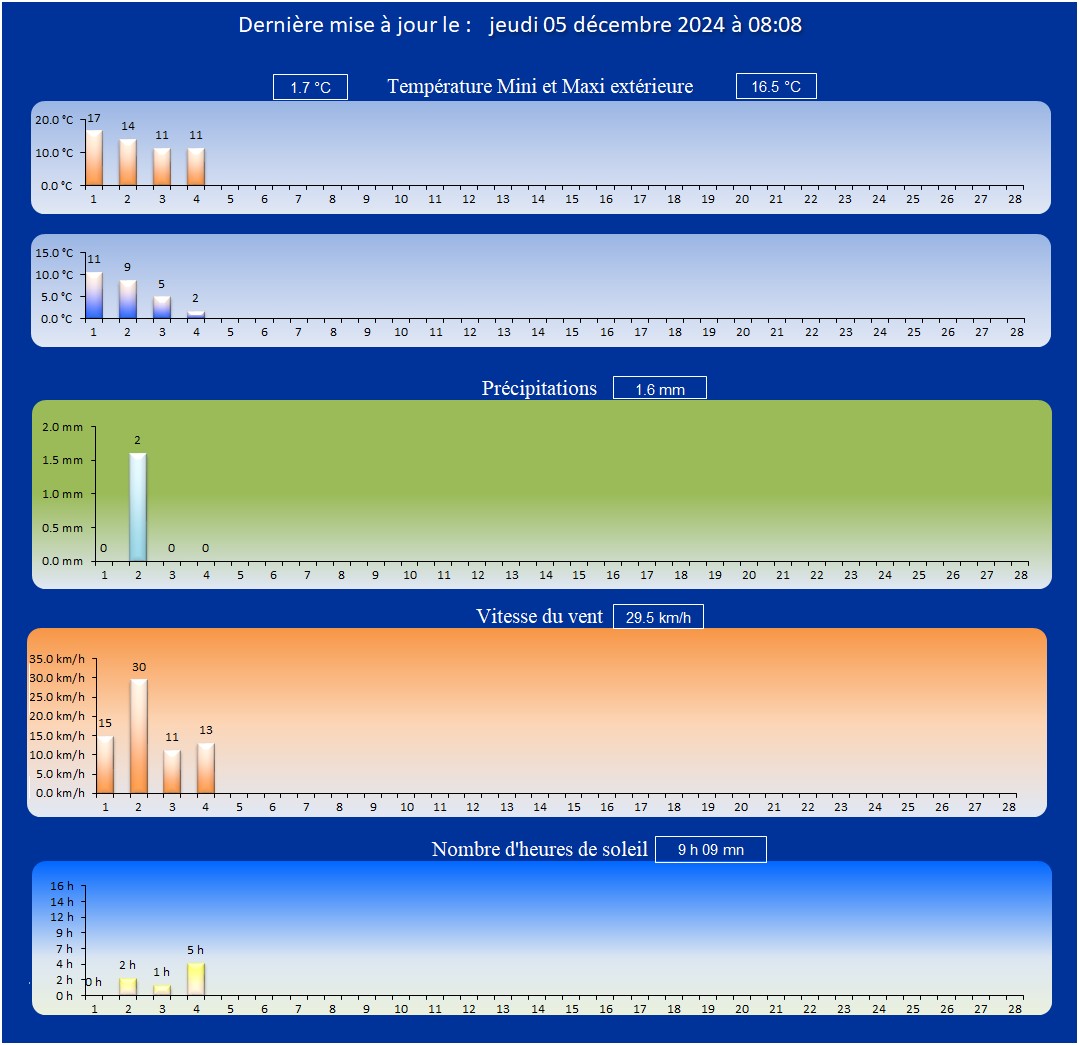 Dernière mise à jour le : jeudi 05 décembre 2024 à 08:08
1.7 °C Température Mini et Maxi extérieure 16.5 °C
20.0 °C
10.0 °C
0.0 °C
17 14 11 11
1 2 3 4 5 6 7 8 9 10 11 12 13 14 15 16 17 18 19 20 21 22 23 24 25 26 27 28
15.0 °C
10.0 °C
5.0 °C
0.0 °C
11 9 5 2
1 2 3 4 5 6 7 8 9 10 11 12 13 14 15 16 17 18 19 20 21 22 23 24 25 26 27 28
Précipitations 1.6 mm
2.0 mm
1.5 mm
1.0 mm
0.5 mm
0.0 mm
0 2 0 0
1 2 3 4 5 6 7 8 9 10 11 12 13 14 15 16 17 18 19 20 21 22 23 24 25 26 27 28
Vitesse du vent 29.5 km/h
35.0 km/h
30.0 km/h
25.0 km/h
20.0 km/h
15.0 km/h
10.0 km/h
5.0 km/h
0.0 km/h
15 30 11 13
1 2 3 4 5 6 7 8 9 10 11 12 13 14 15 16 17 18 19 20 21 22 23 24 25 26 27 28
Nombre d'heures de soleil 9 h 09 mn
16 h
14 h
12 h
9 h
7 h
4 h
2 h
0 h
0 h 2 h 1 h 5 h
1 2 3 4 5 6 7 8 9 10 11 12 13 14 15 16 17 18 19 20 21 22 23 24 25 26 27 28